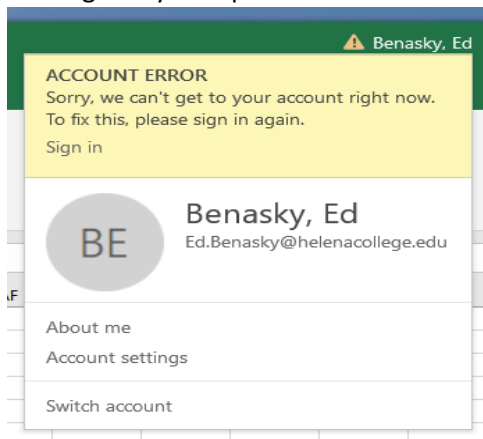 Benasky, Ed
ACCOUNT ERROR
Sorry, we can't get to your account right now.
To fix this, please sign in again.
Sign in
BE
Benasky, Ed
Ed.Benasky@helenacollege.edu
About me
Account settings
Switch account